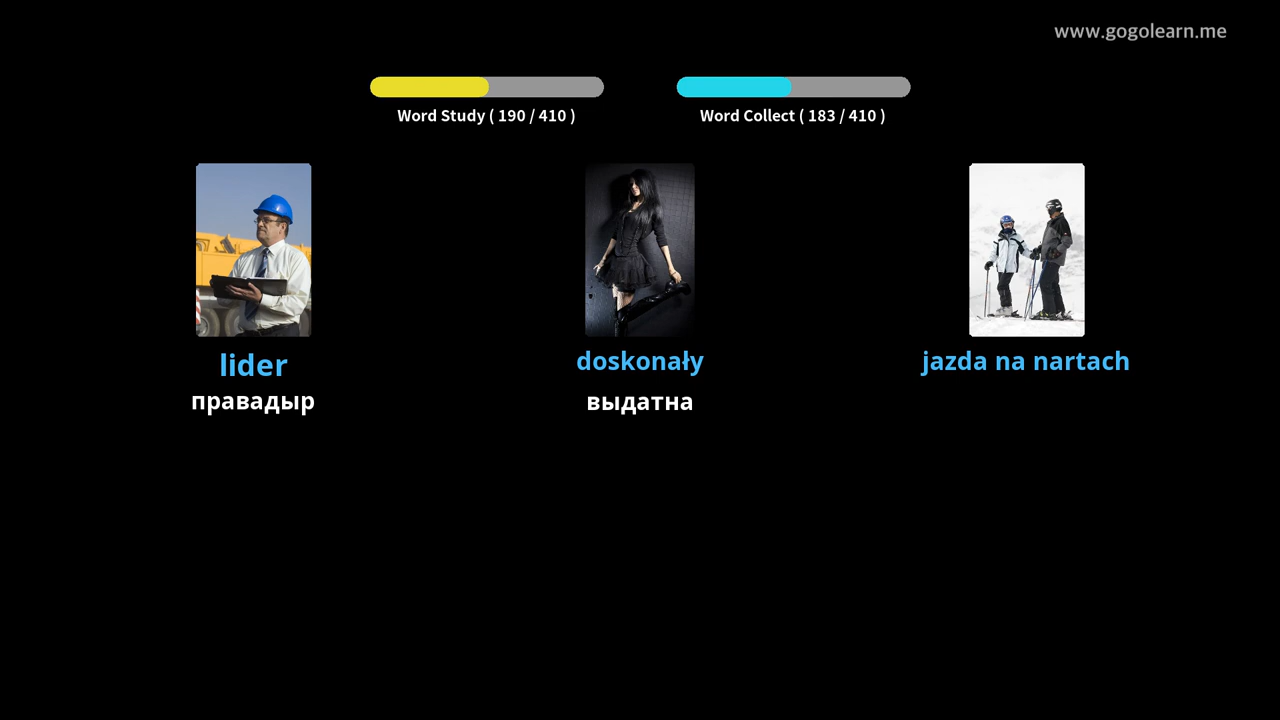 www.gogolearn.me
Word Study ( 190 / 410 )
Word Collect ( 183 / 410 )
lider
правадыр
doskonały
выдатна
jazda na nartach